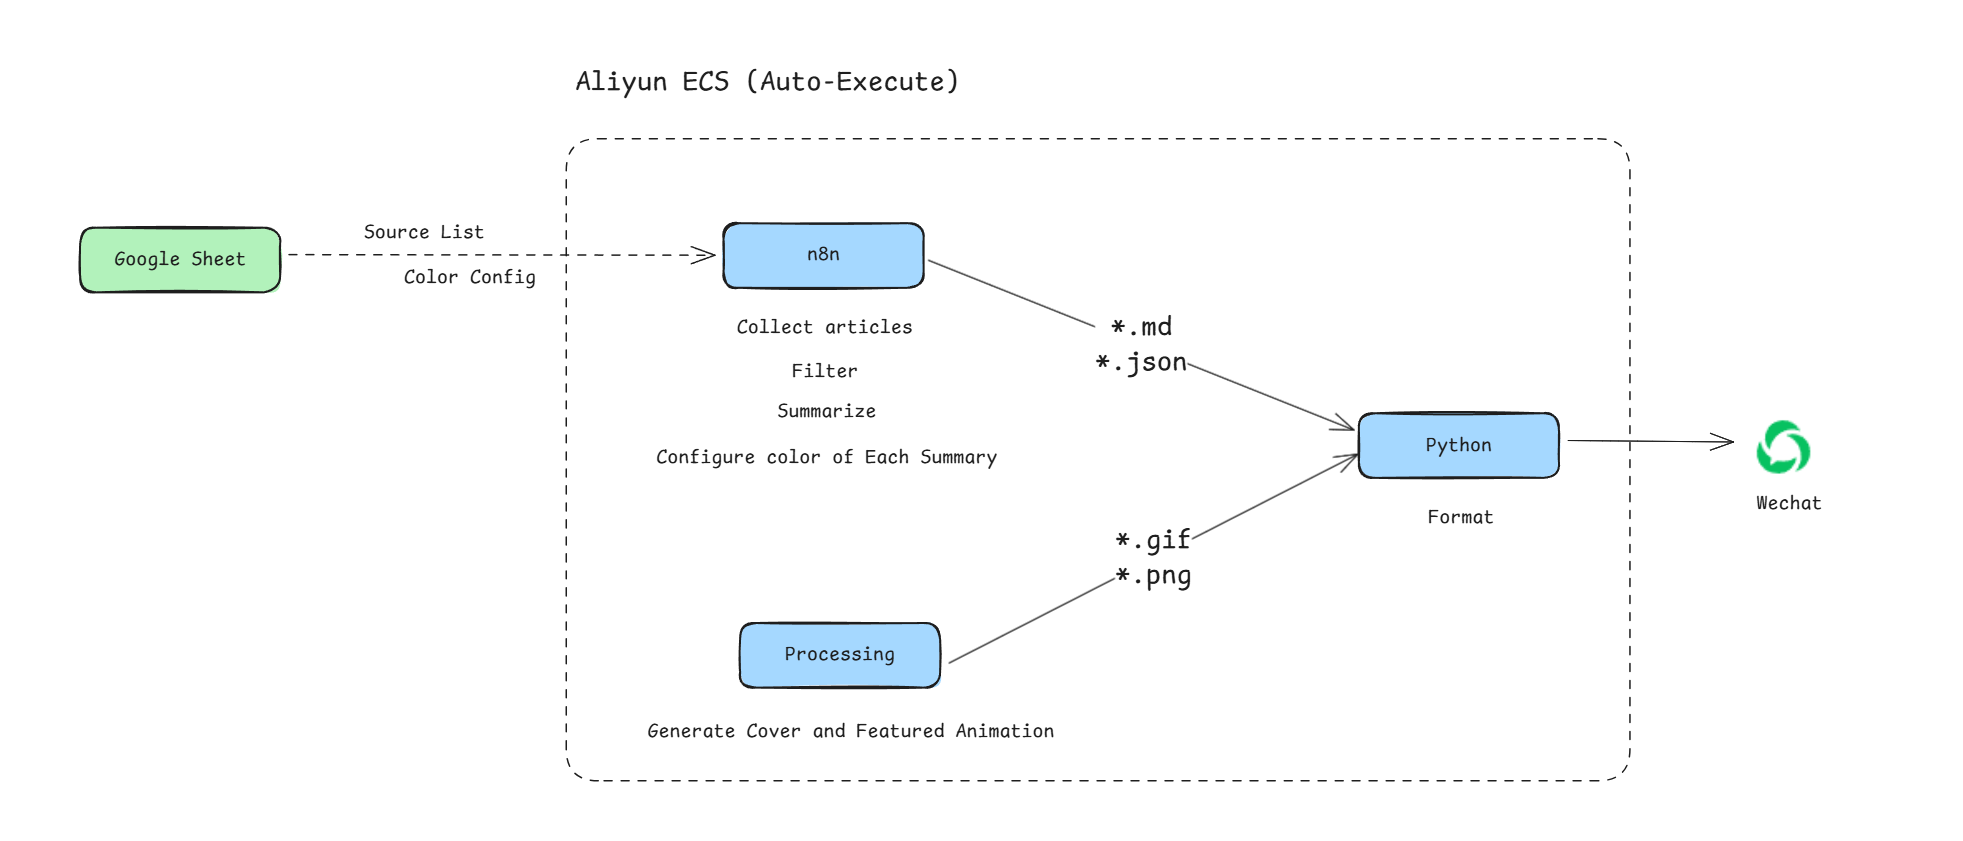 Aliyun ECS (Auto-Execute)
Google Sheet
Source List
Color Config
n8n
Collect articles
Filter
Summarize
Configure color of Each Summary
*.md
*.json
Python
Format
Wechat
*.gif
*.png
Processing
Generate Cover and Featured Animation